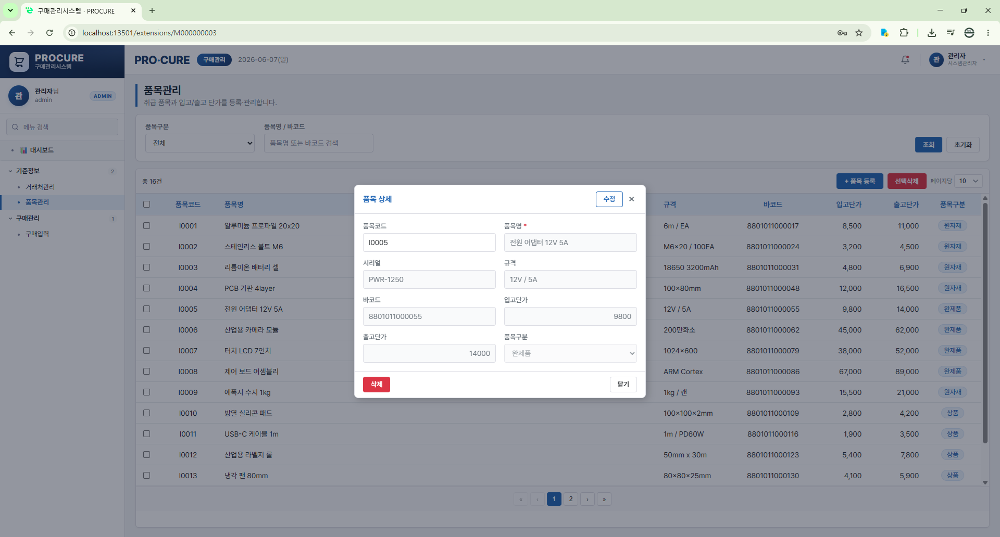 구매관리시스템 · PROCURE
localhost:13501/extensions/M000000003
PROCURE
구매관리시스템
PRO·CURE 구매관리 2026-06-07(일)
관 관리자
시스템관리자
관 관리자님
admin
ADMIN
메뉴 검색
대시보드
기준정보 2
거래처관리
품목관리
구매관리 1
구매입력
품목관리
취급 품목과 입고/출고 단가를 등록·관리합니다.
품목구분 품목명 / 바코드
전체 품목명 또는 바코드 검색
조회 초기화
총 16건
+ 품목 등록 선택삭제 페이지당 10
품목코드 품목명 규격 바코드 입고단가 출고단가 품목구분
I0001 알루미늄 프로파일 20x20 6m / EA 8801011000017 8,500 11,000 원자재
I0002 스테인리스 볼트 M6 M6×20 / 100EA 8801011000024 3,200 4,500 원자재
I0003 리튬이온 배터리 셀 18650 3200mAh 8801011000031 4,800 6,900 원자재
I0004 PCB 기판 4layer 100×80mm 8801011000048 12,000 16,500 원자재
I0005 전원 어댑터 12V 5A 12V / 5A 8801011000055 9,800 14,000 완제품
I0006 산업용 카메라 모듈 200만화소 8801011000062 45,000 62,000 완제품
I0007 터치 LCD 7인치 1024×600 8801011000079 38,000 52,000 완제품
I0008 제어 보드 어셈블리 ARM Cortex 8801011000086 67,000 89,000 완제품
I0009 에폭시 수지 1kg 1kg / 캔 8801011000093 15,500 21,000 원자재
I0010 방열 실리콘 패드 100×100×2mm 8801011000109 2,800 4,200 상품
I0011 USB-C 케이블 1m 1m / PD60W 8801011000116 1,900 3,500 상품
I0012 산업용 라벨지 롤 50mm x 30m 8801011000123 5,400 7,800 상품
I0013 냉각 팬 80mm 80×80×25mm 8801011000130 4,100 5,900 상품
« ‹ 1 2 › »
품목 상세 수정 ×
품목코드 품목명 *
I0005 전원 어댑터 12V 5A
시리얼 규격
PWR-1250 12V / 5A
바코드 입고단가
8801011000055 9800
출고단가 품목구분
14000 완제품
삭제 닫기